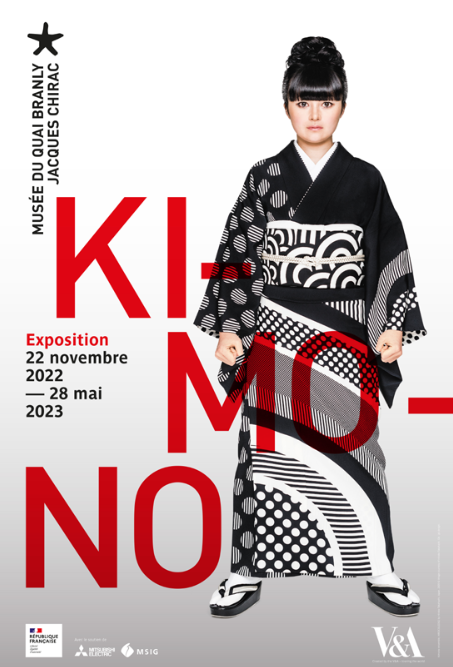 MUSÉE DU QUAI BRANLY
JACQUES CHIRAC
KI-
MO-
NO
Exposition
22 novembre
2022
— 28 mai
2023
RÉPUBLIQUE
FRANÇAISE
MITSUBISHI
ELECTRIC
MSIG
V&A